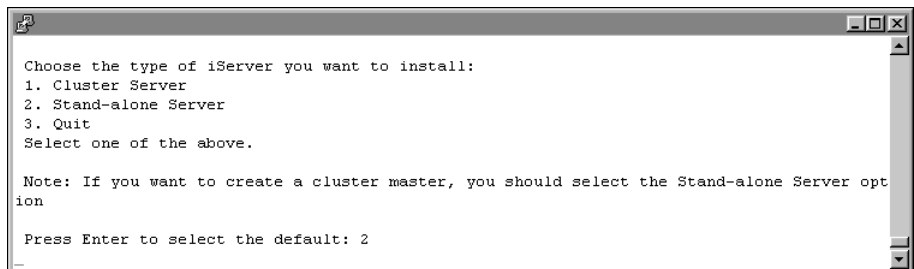 Choose the type of iServer you want to install:
1. Cluster Server
2. Stand-alone Server
3. Quit
Select one of the above.
Note: If you want to create a cluster master, you should select the Stand-alone Server opt
ion
Press Enter to select the default: 2
_